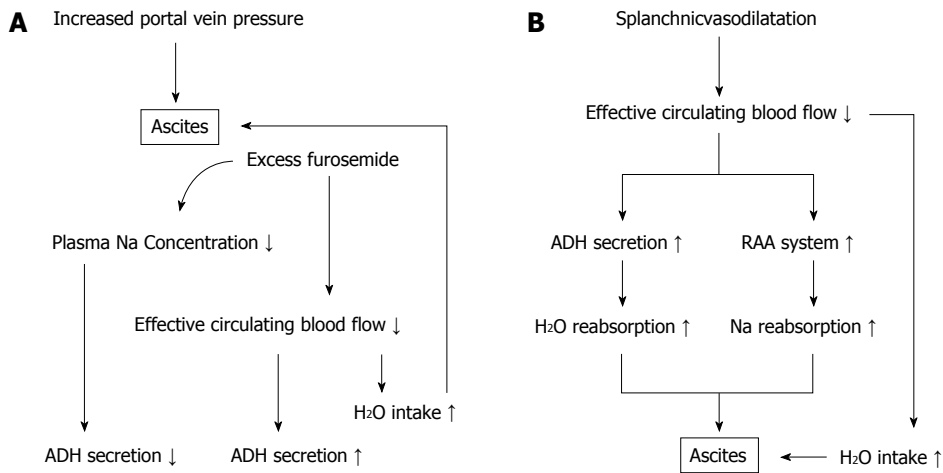 A
Increased portal vein pressure
Ascites
Excess furosemide
Plasma Na Concentration ↓
Effective circulating blood flow ↓
H₂O intake ↑
ADH secretion ↓
ADH secretion ↑
B
Splanchnicvasodilatation
Effective circulating blood flow ↓
ADH secretion ↑
RAA system ↑
H₂O reabsorption ↑
Na reabsorption ↑
Ascites
H₂O intake ↑